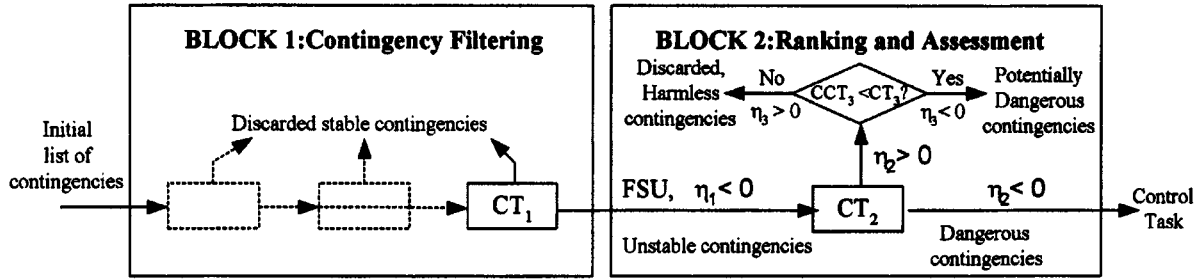 BLOCK 1:Contingency Filtering
Initial
list of
contingencies
Discarded stable contingencies
CT₁
BLOCK 2:Ranking and Assessment
Discarded,
Harmless
contingencies
No
η₃ > 0
CCT₃ <CT₃?
Yes
η₃< 0
Potentially
Dangerous
contingencies
η₂> 0
FSU, η₁< 0
Unstable contingencies
CT₂
η₂< 0
Dangerous
contingencies
Control
Task